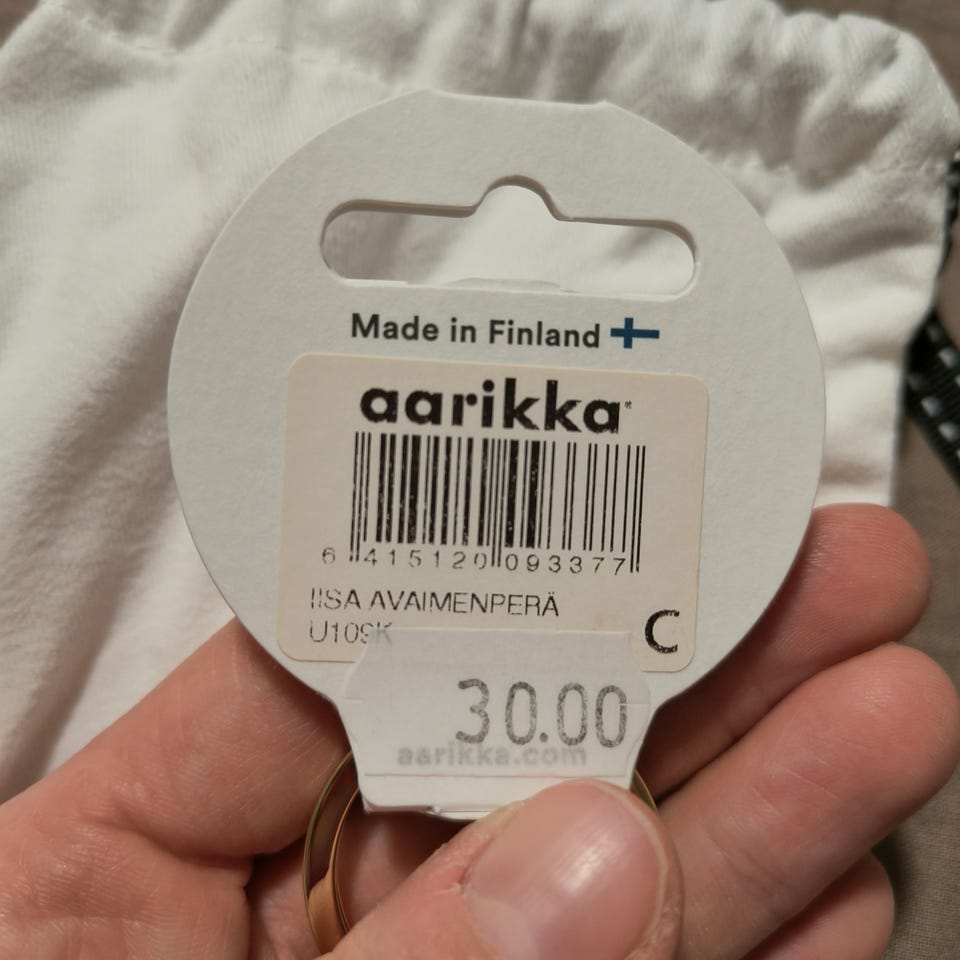 Made in Finland
aarikka
6 415120 093377
IISA AVAIMENPERÄ
U109K
C
30.00
aarikka.com